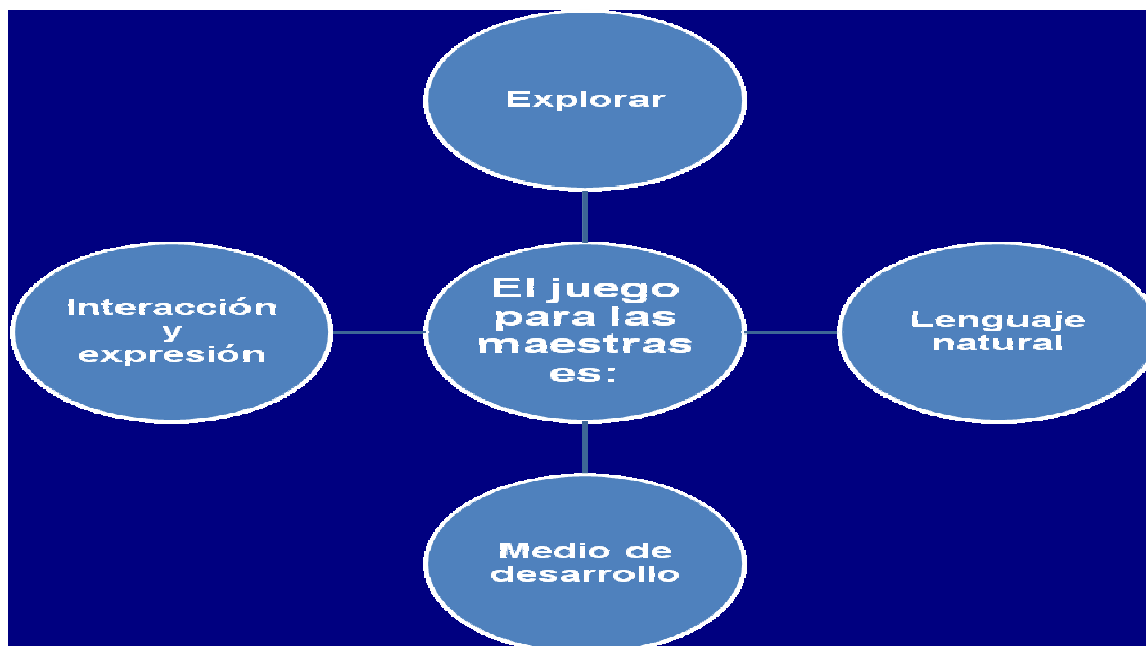 Explorar
Interacción
y
expresión
El juego
para las
maestras
es:
Lenguaje
natural
Medio de
desarrollo